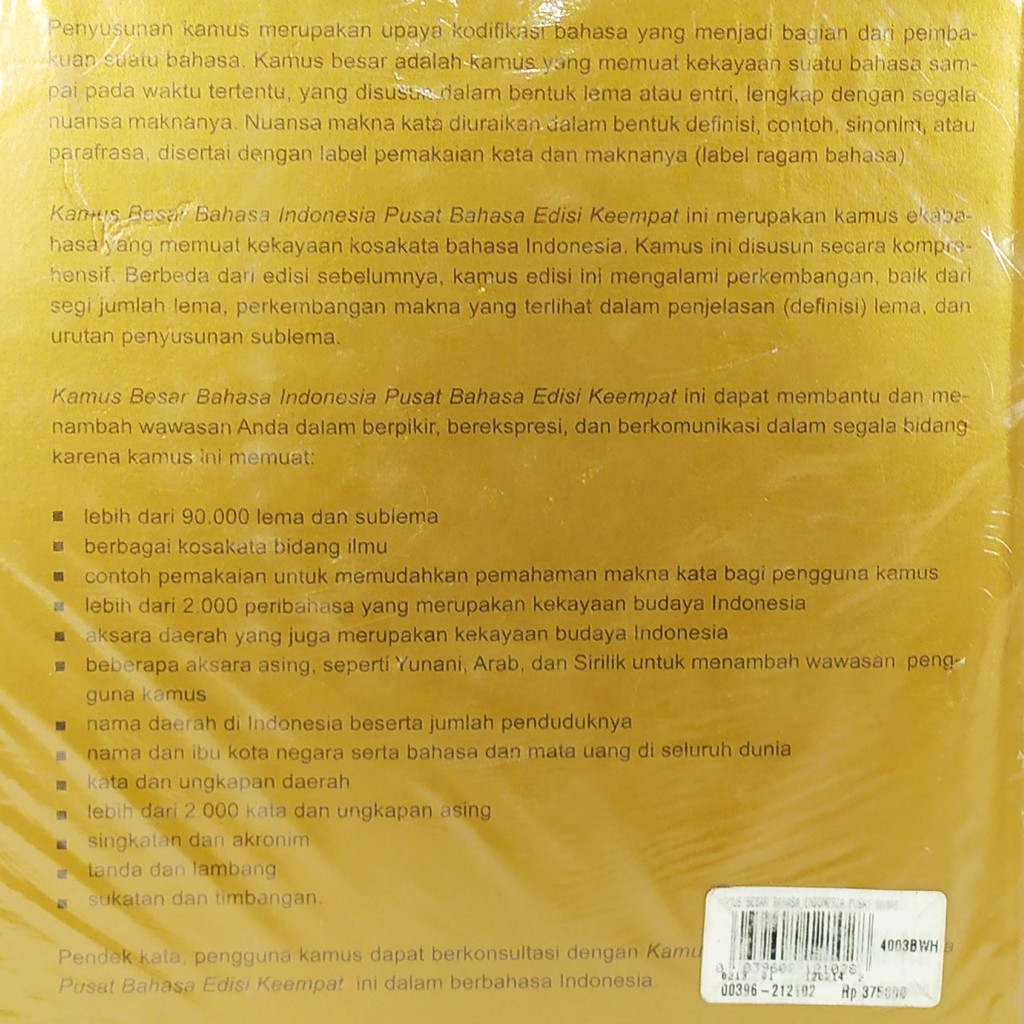 Penyusunan kamus merupakan upaya kodifikasi bahasa yang menjadi bagian dari pemba-
kuan suatu bahasa. Kamus besar adalah kamus yang memuat kekayaan suatu bahasa sam-
pai pada waktu tertentu, yang disusun dalam bentuk lema atau entri, lengkap dengan segala
nuansa maknanya. Nuansa makna kata diuraikan dalam bentuk definisi, contoh, sinonim, atau
parafrasa, disertai dengan label pemakaian kata dan maknanya (label ragam bahasa).
Kamus Besar Bahasa Indonesia Pusat Bahasa Edisi Keempat ini merupakan kamus ekaba-
hasa yang memuat kekayaan kosakata bahasa Indonesia. Kamus ini disusun secara kompre-
hensif. Berbeda dari edisi sebelumnya, kamus edisi ini mengalami perkembangan, baik dari
segi jumlah lema, perkembangan makna yang terlihat dalam penjelasan (definisi) lema, dan
urutan penyusunan sublema.
Kamus Besar Bahasa Indonesia Pusat Bahasa Edisi Keempat ini dapat membantu dan me-
nambah wawasan Anda dalam berpikir, berekspresi, dan berkomunikasi dalam segala bidang
karena kamus ini memuat:
■ lebih dari 90.000 lema dan sublema
■ berbagai kosakata bidang ilmu
■ contoh pemakaian untuk memudahkan pemahaman makna kata bagi pengguna kamus
■ lebih dari 2.000 peribahasa yang merupakan kekayaan budaya Indonesia
■ aksara daerah yang juga merupakan kekayaan budaya Indonesia
■ beberapa aksara asing, seperti Yunani, Arab, dan Sirilik untuk menambah wawasan peng-
guna kamus
■ nama daerah di Indonesia beserta jumlah penduduknya
■ nama dan ibu kota negara serta bahasa dan mata uang di seluruh dunia
■ kata dan ungkapan daerah
■ lebih dari 2.000 kata dan ungkapan asing
■ singkatan dan akronim
■ tanda dan lambang
■ sukatan dan timbangan.
Pendek kata, pengguna kamus dapat berkonsultasi dengan Kamu
Pusat Bahasa Edisi Keempat ini dalam berbahasa Indonesia.
BESAR BAHASA INDONESIA PUSAT
4003BWH
00396-212102 Rp 375000